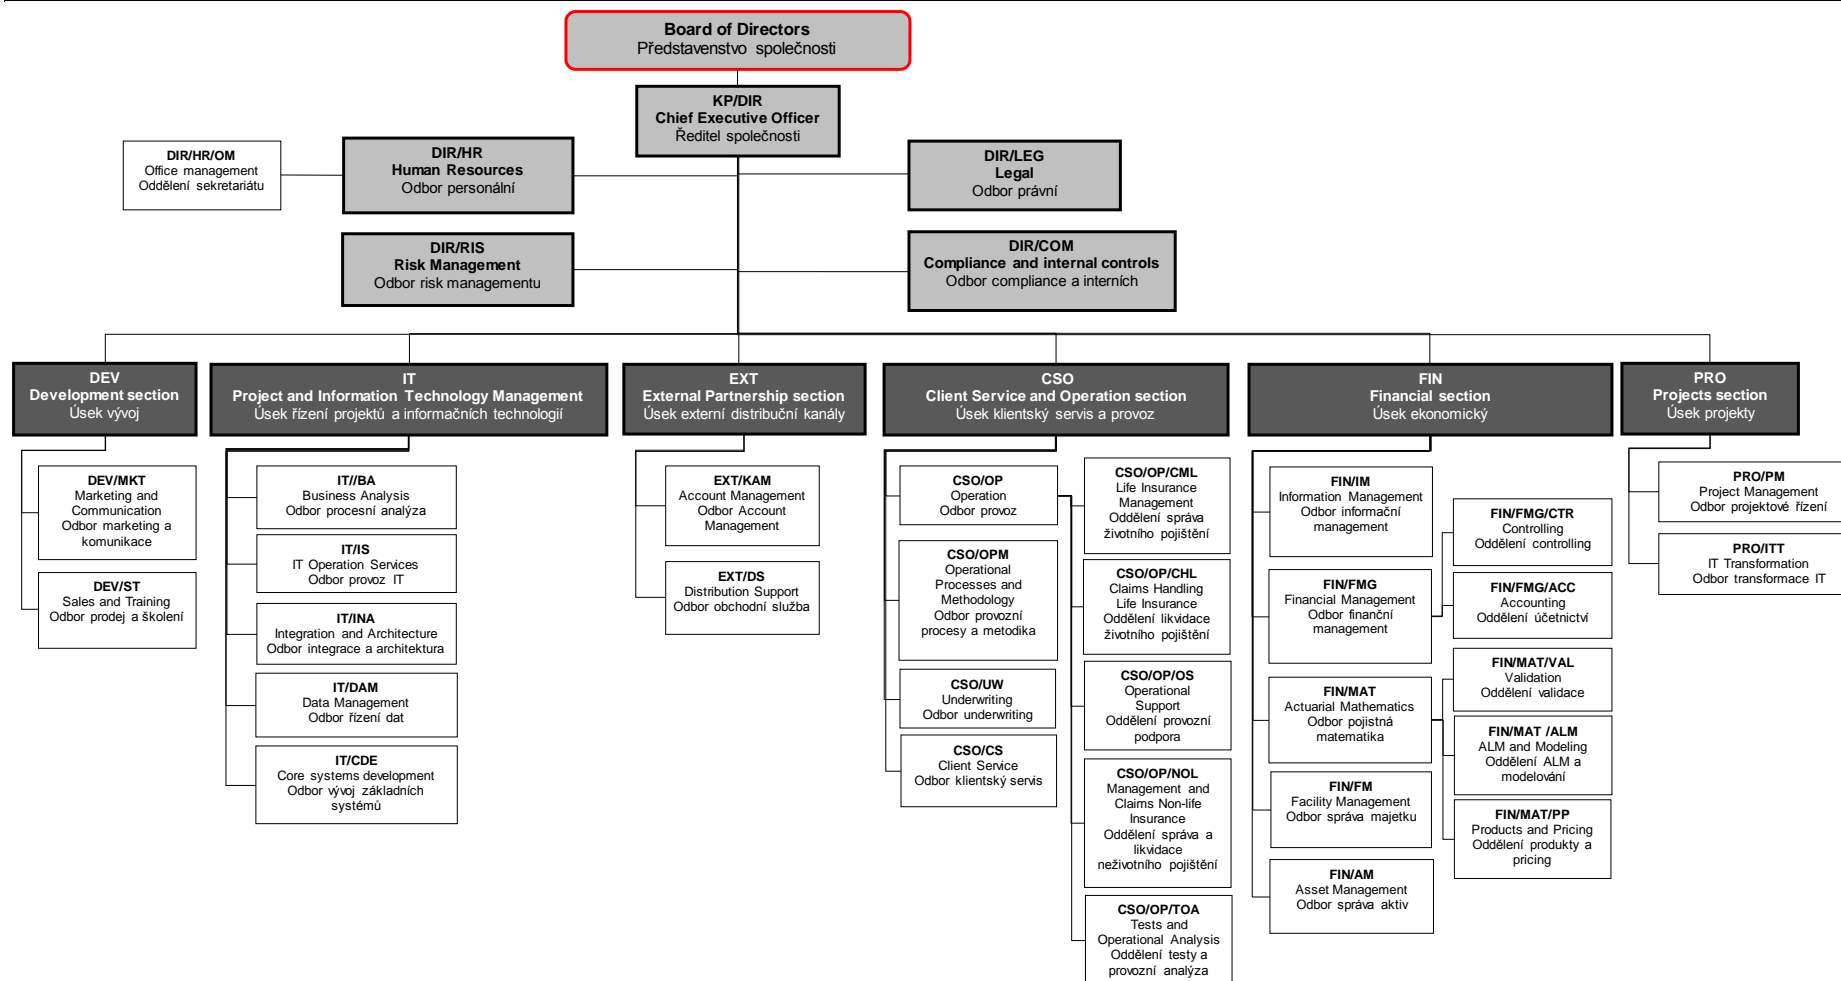 Board of Directors
Představenstvo společnosti
KP/DIR
Chief Executive Officer
Ředitel společnosti
DIR/HR/OM
Office management
Oddělení sekretariátu
DIR/HR
Human Resources
Odbor personální
DIR/LEG
Legal
Odbor právní
DIR/RIS
Risk Management
Odbor risk managementu
DIR/COM
Compliance and internal controls
Odbor compliance a interních
DEV
Development section
Úsek vývoj
IT
Project and Information Technology Management
Úsek řízení projektů a informačních technologií
EXT
External Partnership section
Úsek externí distribuční kanály
CSO
Client Service and Operation section
Úsek klientský servis a provoz
FIN
Financial section
Úsek ekonomický
PRO
Projects section
Úsek projekty
DEV/MKT
Marketing and
Communication
Odbor marketing a
komunikace
DEV/ST
Sales and Training
Odbor prodej a školení
IT//BA
Business Analysis
Odbor procesní analýza
IT/IS
IT Operation Services
Odbor provoz IT
IT/INA
Integration and Architecture
Odbor integrace a architektura
IT/DAM
Data Management
Odbor řízení dat
IT/CDE
Core systems development
Odbor vývoj základních
systémů
EXT/KAM
Account Management
Odbor Account
Management
EXT/DS
Distribution Support
Odbor obchodní služba
CSO/OP
Operation
Odbor provoz
CSO/OPM
Operational
Processes and
Methodology
Odbor provozní
procesy a metodika
CSO/UW
Underwriting
Odbor underwriting
CSO/CS
Client Service
Odbor klientský servis
CSO/OP/CML
Life Insurance
Management
Oddělení správa
životního pojištění
CSO/OP/CHL
Claims Handling
Life Insurance
Oddělení likvidace
životního pojištění
CSO/OP/OS
Operational
Support
Oddělení provozní
podpora
CSO/OP/NOL
Management and
Claims Non-life
Insurance
Oddělení správa a
likvidace
neživotního pojištění
CSO/OP/TOA
Tests and
Operational Analysis
Oddělení testy a
provozní analýza
FIN/IM
Information Management
Odbor informační
management
FIN/FMG
Financial Management
Odbor finanční
management
FIN/MAT
Actuarial Mathematics
Odbor pojistná
matematika
FIN/FM
Facility Management
Odbor správa majetku
FIN/AM
Asset Management
Odbor správa aktiv
FIN/FMG/CTR
Controlling
Oddělení controlling
FIN/FMG/ACC
Accounting
Oddělení účetnictví
FIN/MAT/VAL
Validation
Oddělení validace
FIN/MAT /ALM
ALM and Modeling
Oddělení ALM a
modelování
FIN/MAT/PP
Products and Pricing
Oddělení produkty a
pricing
PRO/PM
Project Management
Odbor projektové řízení
PRO/ITT
IT Transformation
Odbor transformace IT